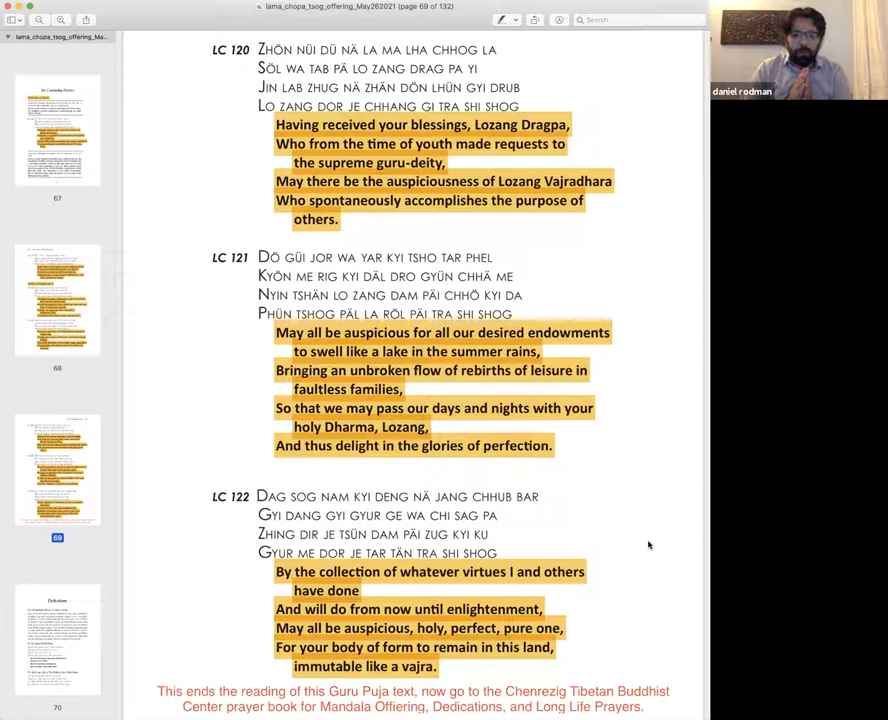 lama_chopa_tsog_offering_May262021 (page 69 of 132)
Search
lama_chopa_tsog_offering_Ma...
daniel rodman
67
68
69
Dedications
70
LC 120 ZHÖN NÜI DÜ NÄ LA MA LHA CHHOG LA
SÖL WA TAB PÄ LO ZANG DRAG PA YI
JIN LAB ZHUG NÄ ZHÄN DÖN LHÜN GYI DRUB
LO ZANG DOR JE CHHANG GI TRA SHI SHOG
Having received your blessings, Lozang Dragpa,
Who from the time of youth made requests to
the supreme guru-deity,
May there be the auspiciousness of Lozang Vajradhara
Who spontaneously accomplishes the purpose of
others.
LC 121 DÖ GÜI JOR WA YAR KYI TSHO TAR PHEL
KYÖN ME RIG KYI DÄL DRO GYÜN CHHÄ ME
NYIN TSHÄN LO ZANG DAM PÄI CHHÖ KYI DA
PHÜN TSHOG PÄL LA RÖL PÄI TRA SHI SHOG
May all be auspicious for all our desired endowments
to swell like a lake in the summer rains,
Bringing an unbroken flow of rebirths of leisure in
faultless families,
So that we may pass our days and nights with your
holy Dharma, Lozang,
And thus delight in the glories of perfection.
LC 122 DAG SOG NAM KYI DENG NÄ JANG CHHUB BAR
GYI DANG GYI GYUR GE WA CHI SAG PA
ZHING DIR JE TSÜN DAM PÄI ZUG KYI KU
GYUR ME DOR JE TAR TÄN TRA SHI SHOG
By the collection of whatever virtues I and others
have done
And will do from now until enlightenment,
May all be auspicious, holy, perfect, pure one,
For your body of form to remain in this land,
immutable like a vajra.
This ends the reading of this Guru Puja text, now go to the Chenrezig Tibetan Buddhist
Center prayer book for Mandala Offiering, Dedications, and Long Life Prayers.